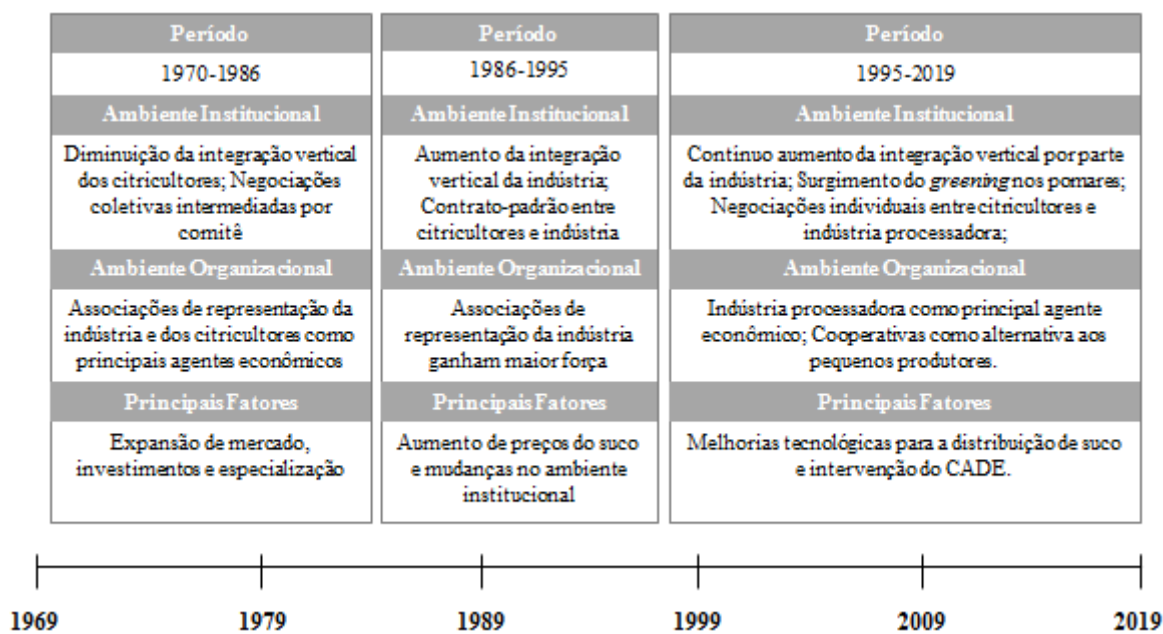 Período
1970-1986
Ambiente Institucional
Diminuição da integração vertical
dos citricultores; Negociações
coletivas intermediadas por
comitê
Ambiente Organizacional
Associações de representação da
indústria e dos citricultores como
principais agentes econômicos
Principais Fatores
Expansão de mercado,
investimentos e especialização
Período
1986-1995
Ambiente Institucional
Aumento da integração
vertical da indústria;
Contrato-padrão entre
citricultores e indústria
Ambiente Organizacional
Associações de
representação da indústria
ganham maior força
Principais Fatores
Aumento de preços do suco
e mudanças no ambiente
institucional
Período
1995-2019
Ambiente Institucional
Contínuo aumento da integração vertical por parte
da indústria; Surgimento do greening nos pomares;
Negociações individuais entre citricultores e
indústria processadora;
Ambiente Organizacional
Indústria processadora como principal agente
econômico; Cooperativas como alternativa aos
pequenos produtores.
Principais Fatores
Melhorias tecnológicas para a distribuição de suco
e intervenção do CADE.
1969 1979 1989 1999 2009 2019